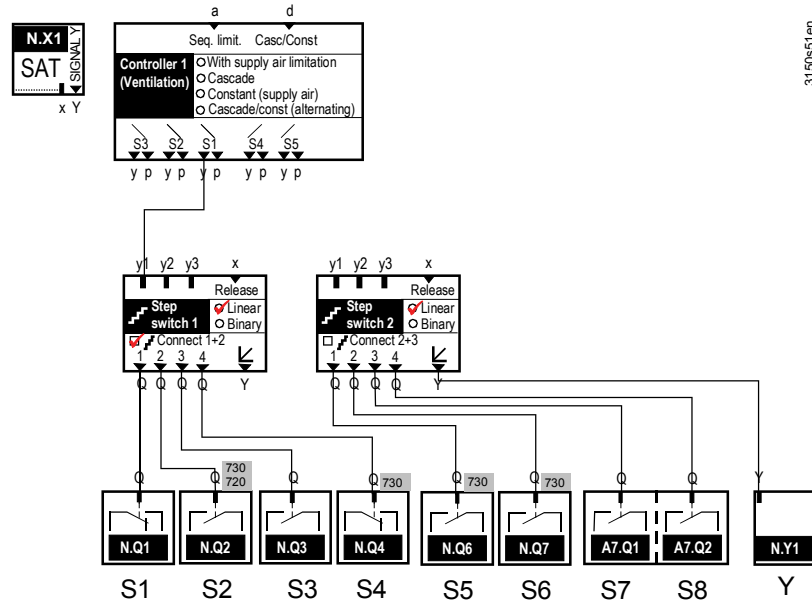 a d
3150s51en
N.X1
SIGNAL Y
SAT
x Y
Seq. limit. Casc/Const
Controller 1
(Ventilation)
With supply air limitation
Cascade
Constant (supply air)
Cascade/const (alternating)
S3 S2 S1 S4 S5
y p y p y p y p y p
y1 y2 y3 x
Release
Step
switch 1
Linear
Binary
Connect 1+2
1 2 3 4
Q Q Q Q Y
y1 y2 y3 x
Release
Step
switch 2
Linear
Binary
Connect 2+3
1 2 3 4
Q Q Q Q Y
Q Q 730 Q Q 730 Q 730 Q 730 Q Q Y
720
N.Q1 N.Q2 N.Q3 N.Q4 N.Q6 N.Q7 A7.Q1 A7.Q2 N.Y1
S1 S2 S3 S4 S5 S6 S7 S8 Y